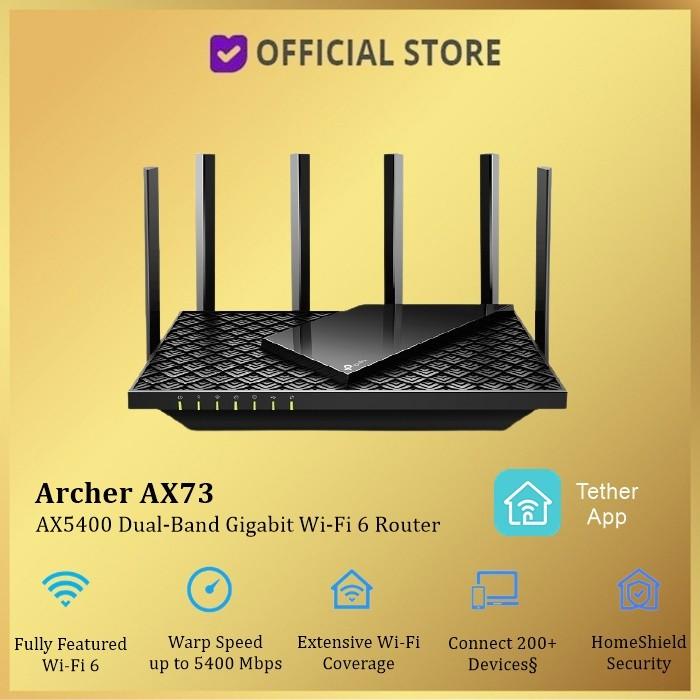 OFFICIAL STORE
Archer AX73
AX5400 Dual-Band Gigabit Wi-Fi 6 Router
Tether
App
Fully Featured
Wi-Fi 6
Warp Speed
up to 5400 Mbps
Extensive Wi-Fi
Coverage
Connect 200+
Devices§
HomeShield
Security